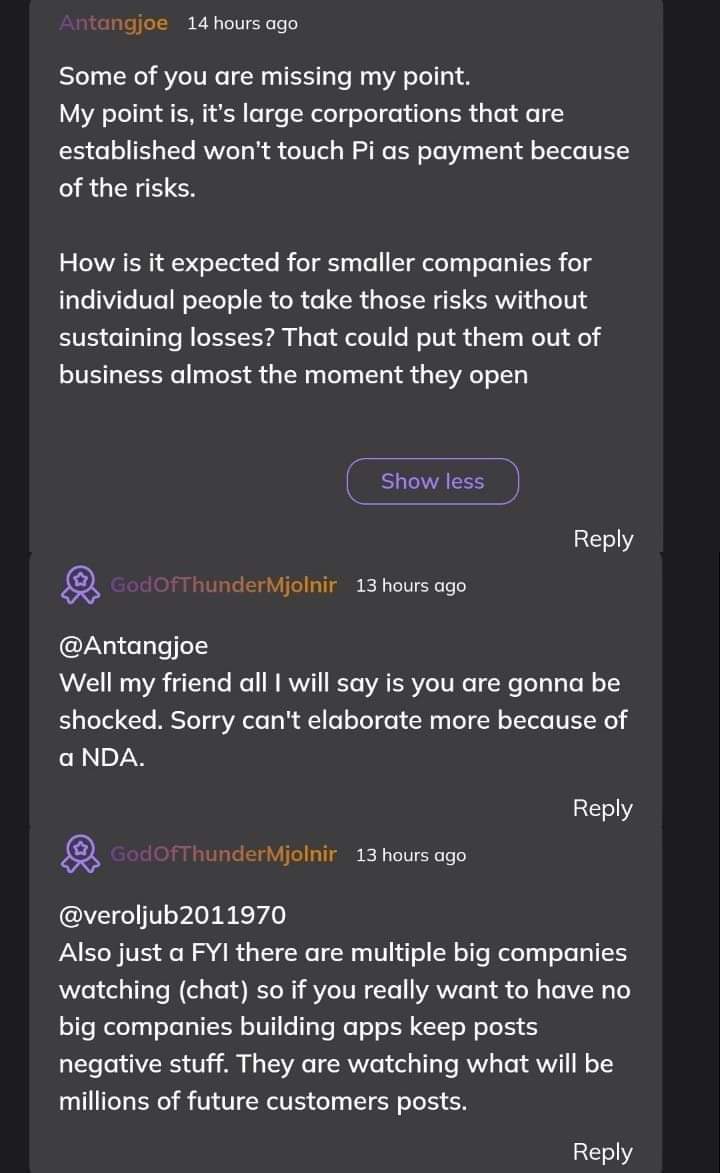 Antangjoe 14 hours ago
Some of you are missing my point.
My point is, it's large corporations that are
established won't touch Pi as payment because
of the risks.
How is it expected for smaller companies for
individual people to take those risks without
sustaining losses? That could put them out of
business almost the moment they open
Show less
Reply
GodOfThunderMjolnir 13 hours ago
@Antangjoe
Well my friend all I will say is you are gonna be
shocked. Sorry can't elaborate more because of
a NDA.
Reply
GodOfThunderMjolnir 13 hours ago
@veroljub2011970
Also just a FYI there are multiple big companies
watching (chat) so if you really want to have no
big companies building apps keep posts
negative stuff. They are watching what will be
millions of future customers posts.
Reply